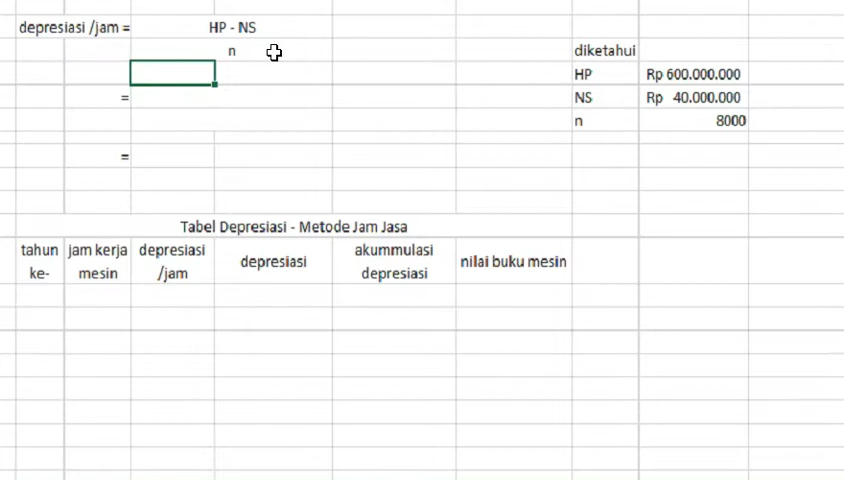 depresiasi /jam = HP - NS
n
diketahui
HP Rp 600.000.000
NS Rp 40.000.000
=
n 8000
=
Tabel Depresiasi - Metode Jam Jasa
tahun ke- jam kerja mesin depresiasi /jam depresiasi akummulasi depresiasi nilai buku mesin